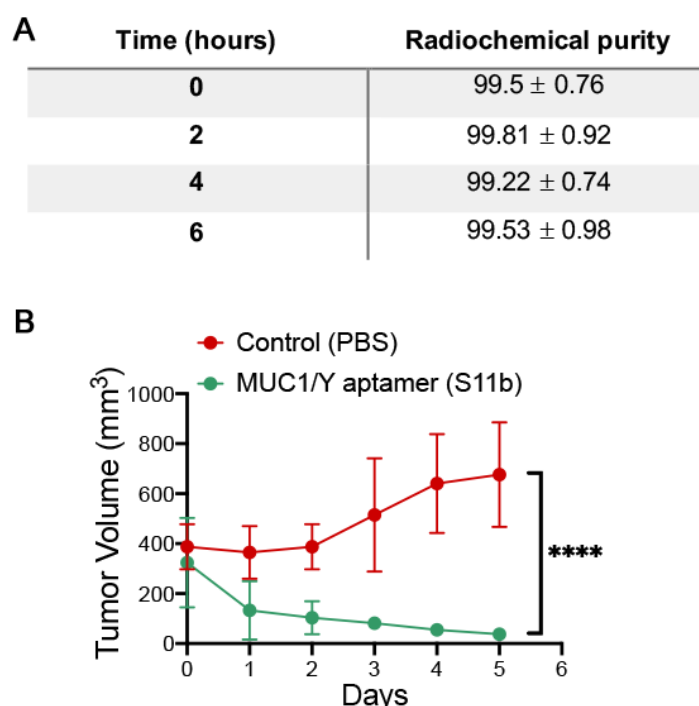 A
Time (hours) Radiochemical purity
0 99.5 ± 0.76
2 99.81 ± 0.92
4 99.22 ± 0.74
6 99.53 ± 0.98
B
Control (PBS)
MUC1/Y aptamer (S11b)
Tumor Volume (mm³)
1000
800
600
400
200
0
****
0 1 2 3 4 5 6
Days